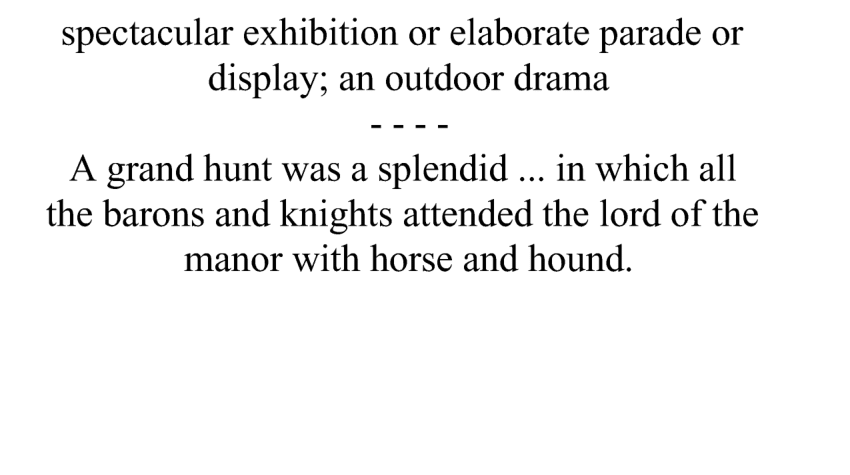 spectacular exhibition or elaborate parade or
display; an outdoor drama
- - - -
A grand hunt was a splendid ... in which all
the barons and knights attended the lord of the
manor with horse and hound.